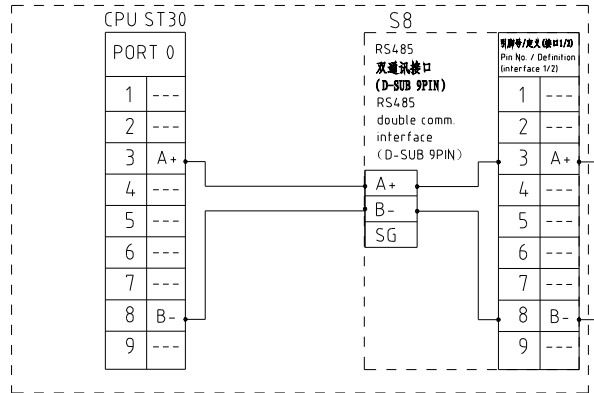 CPU ST30
PORT 0
1 ---
2 ---
3 A+
4 ---
5 ---
6 ---
7 ---
8 B-
9 ---
S8
RS485
双通讯接口
(D-SUB 9PIN)
RS485
double comm.
interface
（D-SUB 9PIN）
A+
B-
SG
引脚号/定义(接口1/2)
Pin No. / Definition
(interface 1/2)
1 ---
2 ---
3 A+
4 ---
5 ---
6 ---
7 ---
8 B-
9 ---